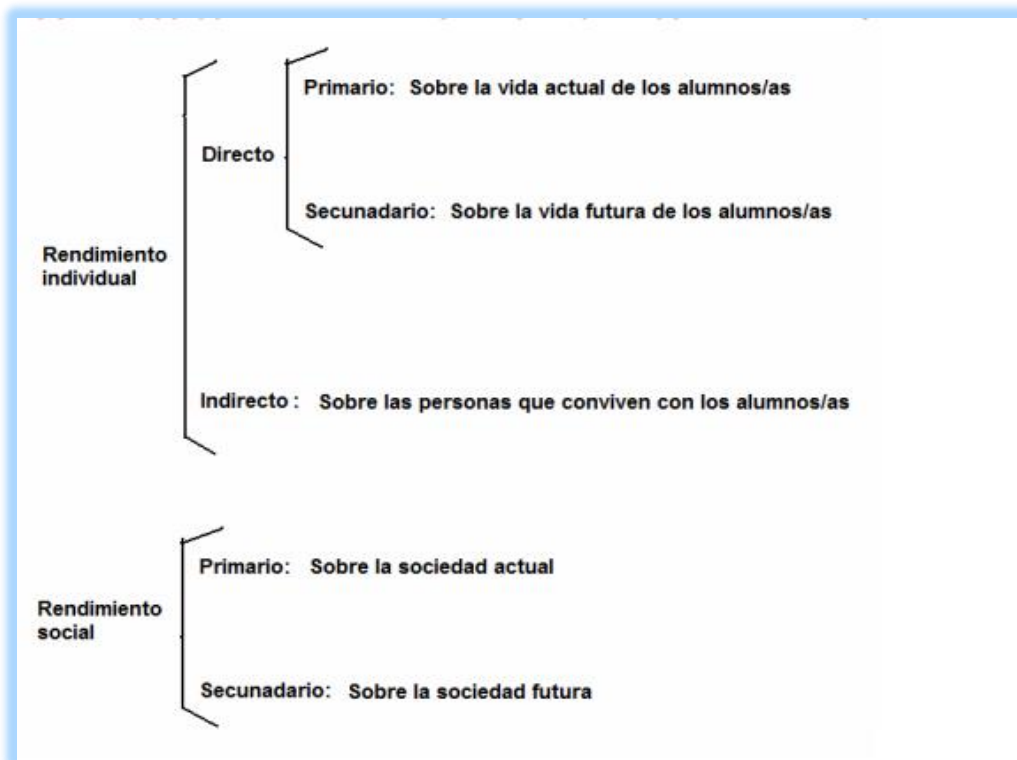 Primario: Sobre la vida actual de los alumnos/as
Directo
Secunadario: Sobre la vida futura de los alumnos/as
Rendimiento
individual
Indirecto : Sobre las personas que conviven con los alumnos/as
Primario: Sobre la sociedad actual
Rendimiento
social
Secunadario: Sobre la sociedad futura